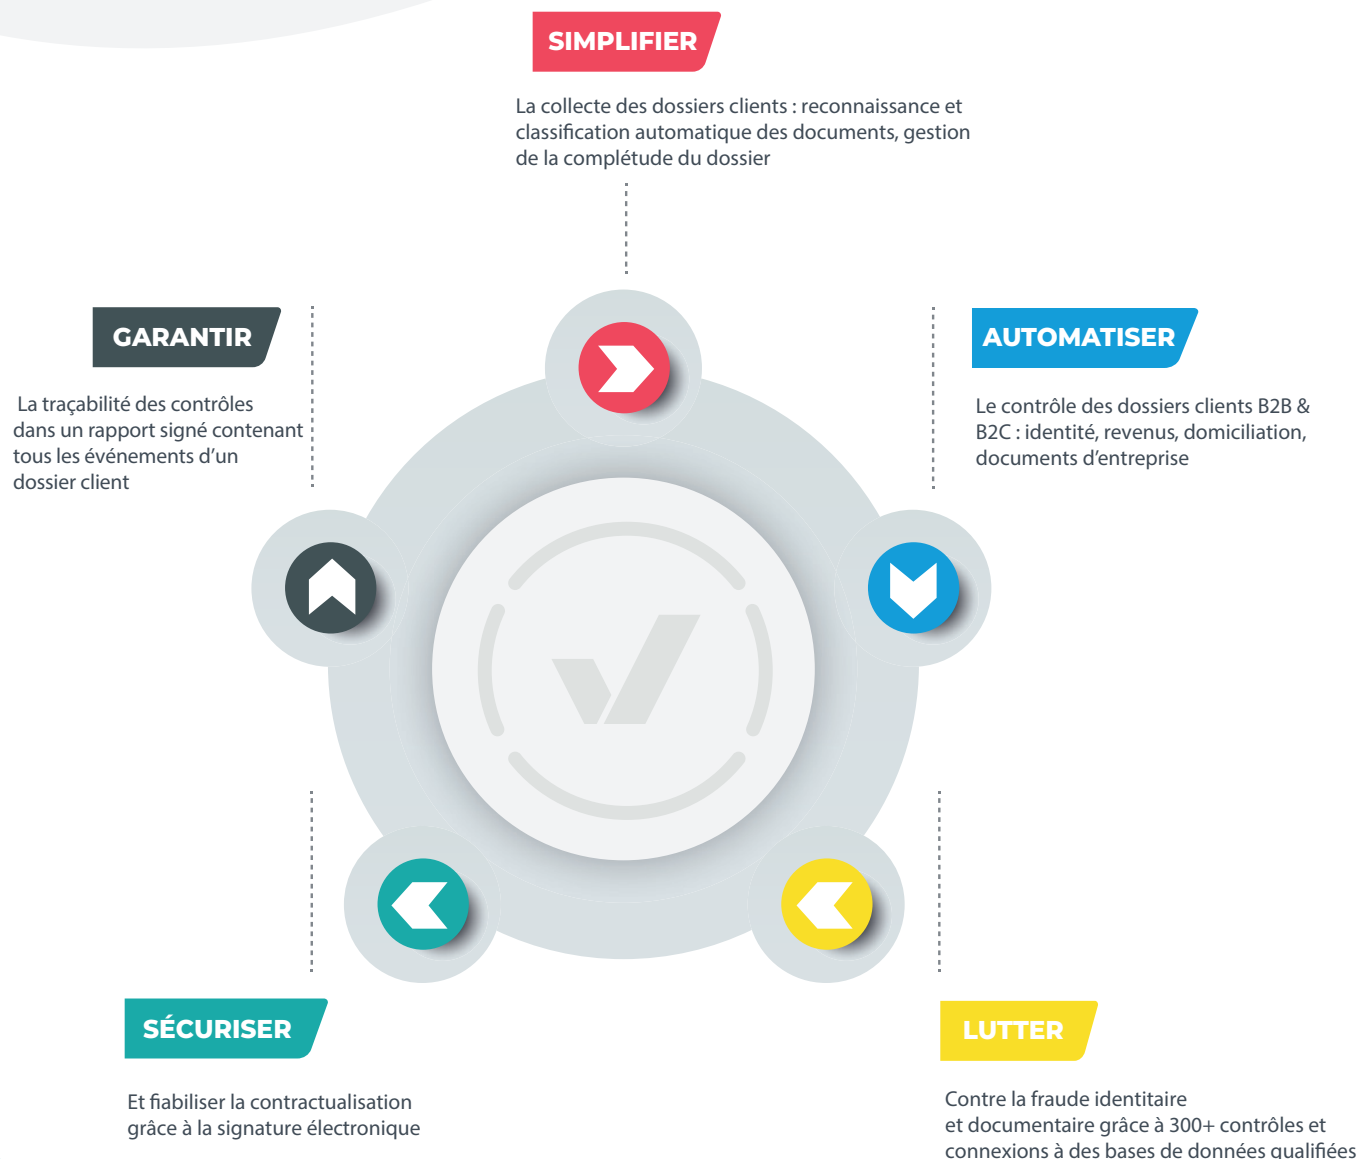 SIMPLIFIER
La collecte des dossiers clients : reconnaissance et
classification automatique des documents, gestion
de la complétude du dossier
GARANTIR
La traçabilité des contrôles
dans un rapport signé contenant
tous les événements d’un
dossier client
AUTOMATISER
Le contrôle des dossiers clients B2B &
B2C : identité, revenus, domiciliation,
documents d’entreprise
SÉCURISER
Et fiabiliser la contractualisation
grâce à la signature électronique
LUTTER
Contre la fraude identitaire
et documentaire grâce à 300+ contrôles et
connexions à des bases de données qualifiées